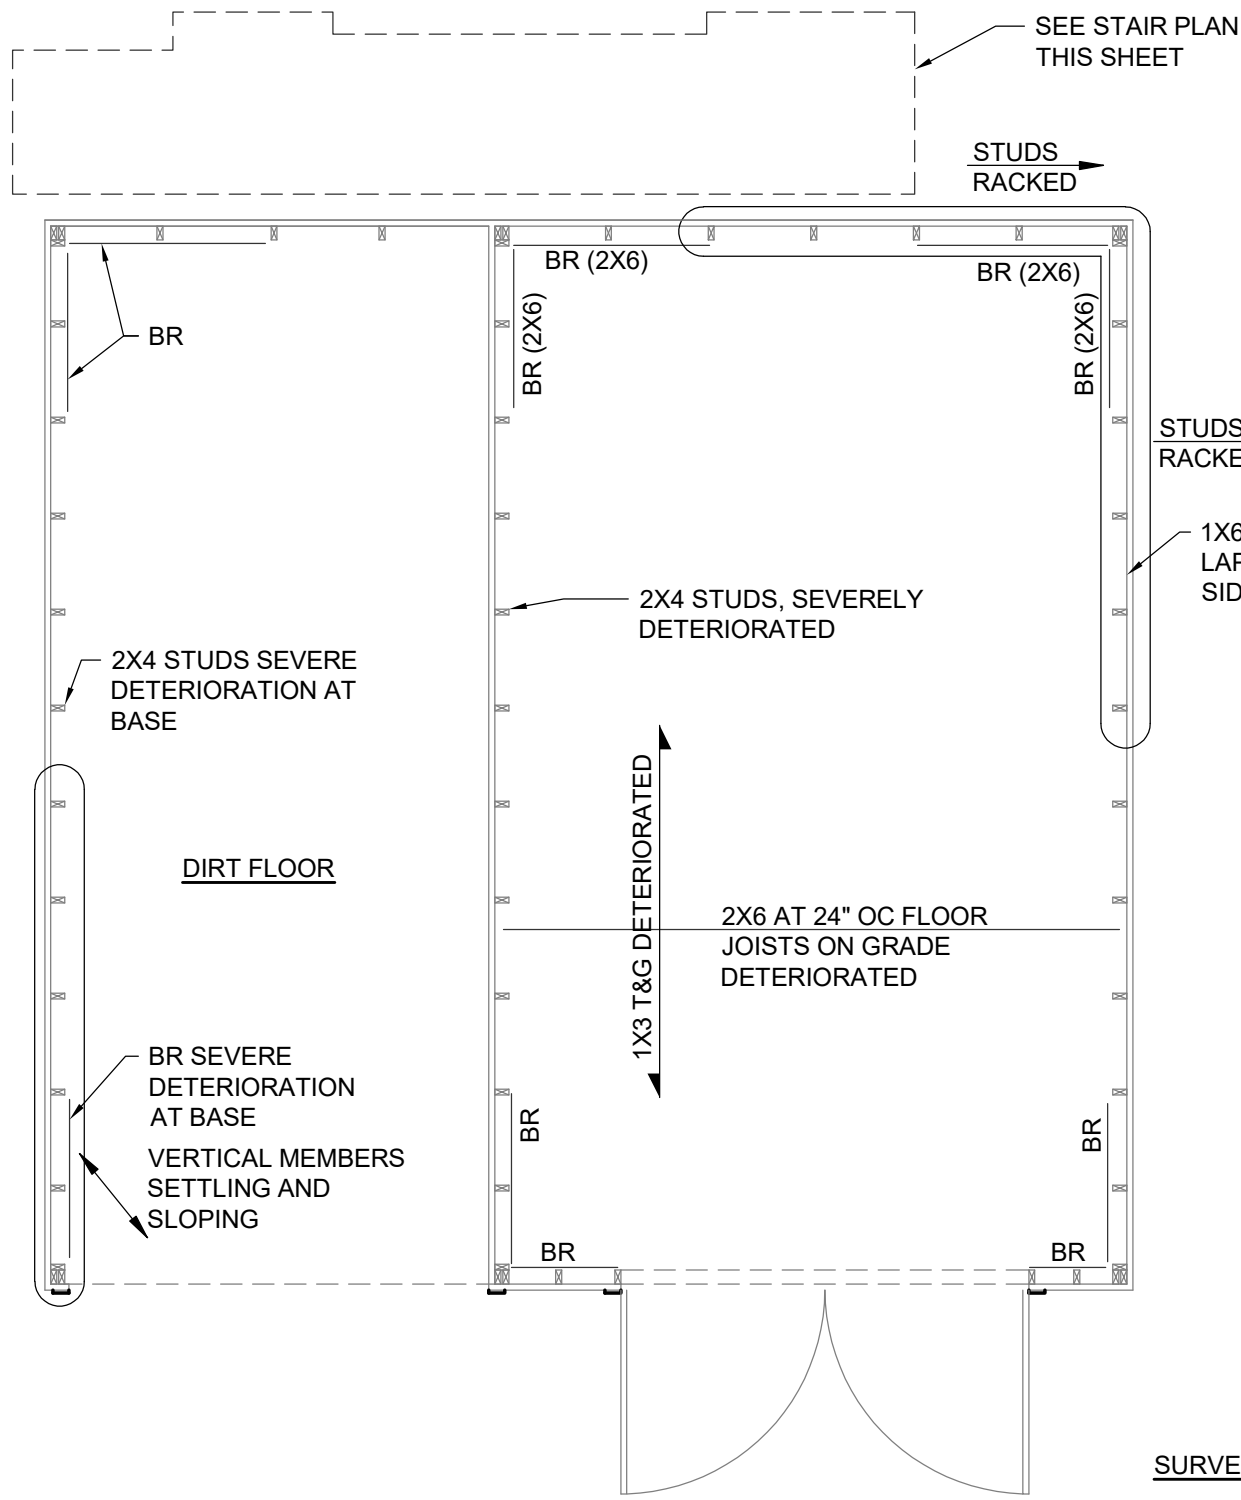 SEE STAIR PLAN
THIS SHEET
STUDS
RACKED
BR (2X6)
BR (2X6)
BR (2X6)
BR (2X6)
BR
STUDS
1X6
2X4 STUDS, SEVERELY
DETERIORATED
2X4 STUDS SEVERE
DETERIORATION AT
BASE
1X3 T&G DETERIORATED
DIRT FLOOR
2X6 AT 24" OC FLOOR
JOISTS ON GRADE
DETERIORATED
BR SEVERE
DETERIORATION
AT BASE
VERTICAL MEMBERS
SETTLING AND
SLOPING
BR
BR
BR
BR